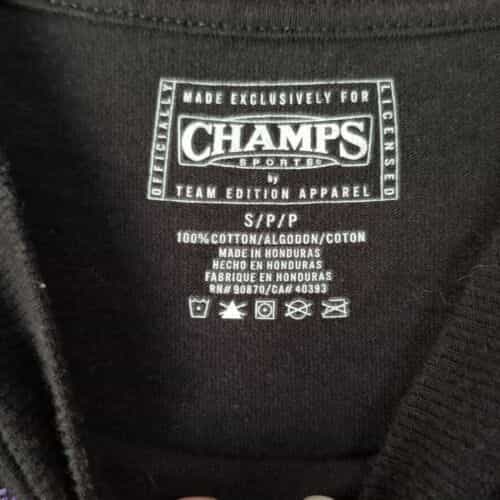 MADE EXCLUSIVELY FOR
OFFICIALLY
LICENSED
CHAMPS
SPORTS®
by
TEAM EDITION APPAREL
S/P/P
100% COTTON/ALGODON/COTON
MADE IN HONDURAS
HECHO EN HONDURAS
FABRIQUE EN HONDURAS
RN# 90870/CA# 40393